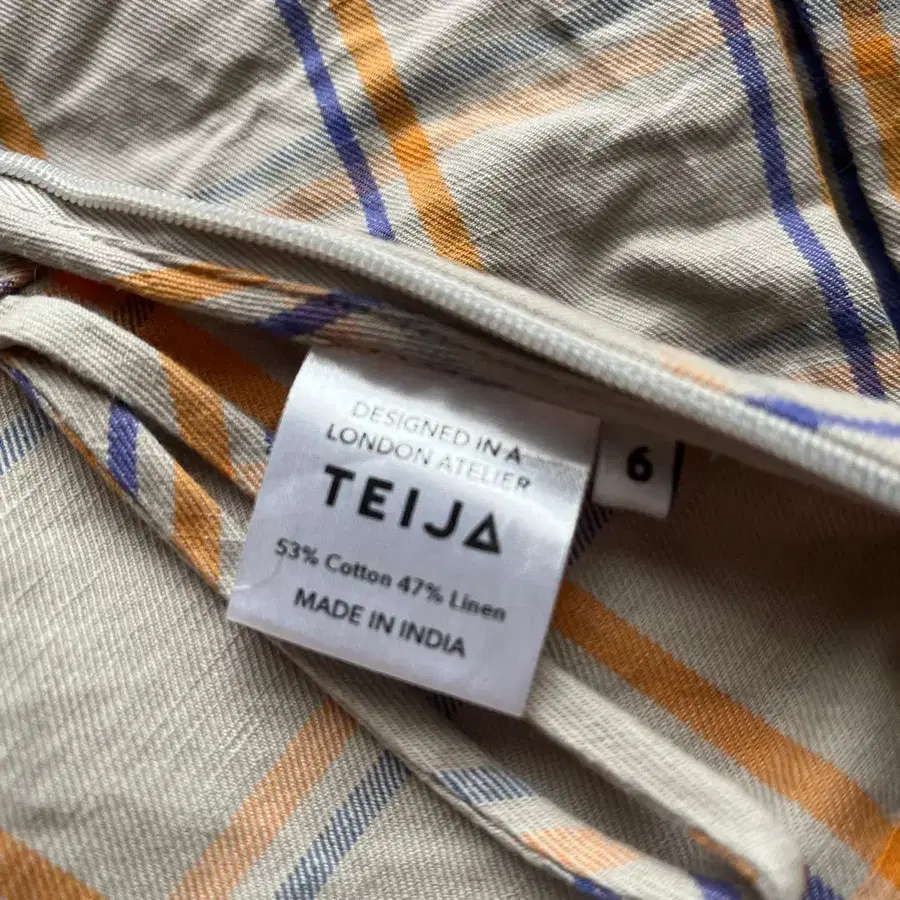 DESIGNED IN A
LONDON ATELIER
TEIJA
53% Cotton 47% Linen
MADE IN INDIA
6